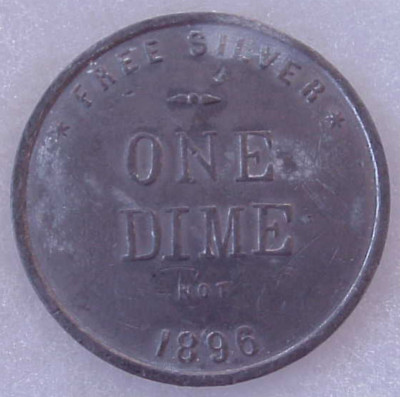 * FREE SILVER *
ONE
DIME
NOT
1896